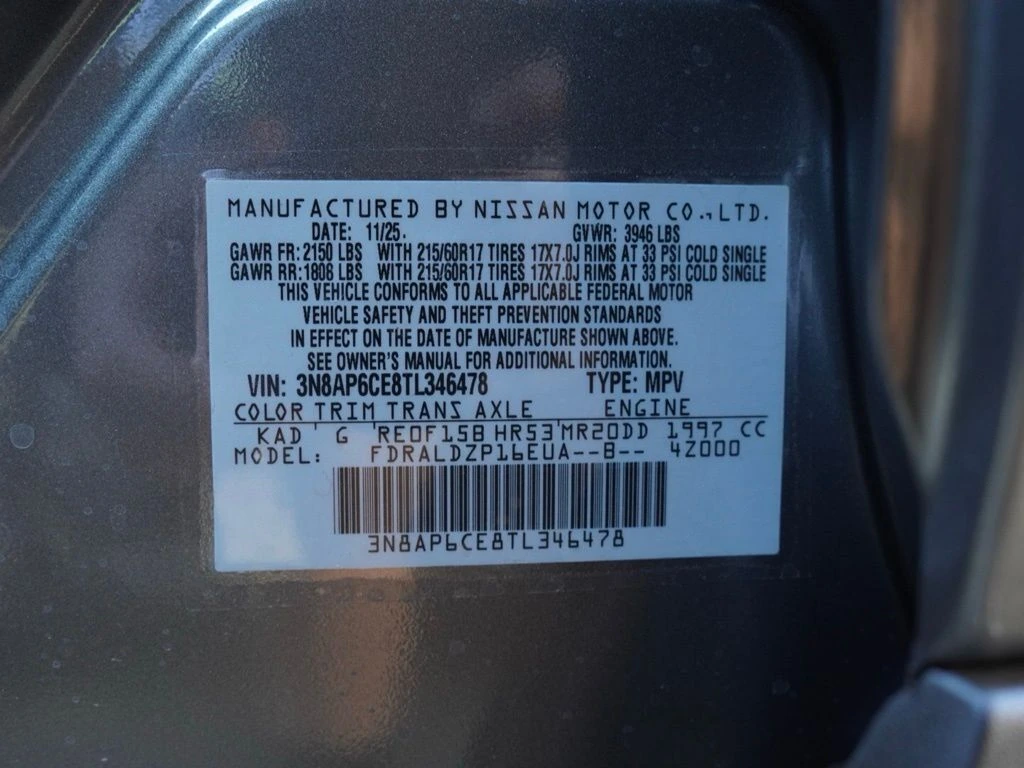 MANUFACTURED BY NISSAN MOTOR CO., LTD.
DATE: 11/25. GVWR: 3946 LBS
GAWR FR: 2150 LBS WITH 215/60R17 TIRES 17X7.0J RIMS AT 33 PSI COLD SINGLE
GAWR RR: 1808 LBS WITH 215/60R17 TIRES 17X7.0J RIMS AT 33 PSI COLD SINGLE
THIS VEHICLE CONFORMS TO ALL APPLICABLE FEDERAL MOTOR
VEHICLE SAFETY AND THEFT PREVENTION STANDARDS
IN EFFECT ON THE DATE OF MANUFACTURE SHOWN ABOVE.
SEE OWNER'S MANUAL FOR ADDITIONAL INFORMATION.
VIN: 3N8AP6CE8TL346478 TYPE: MPV
COLOR TRIM TRANS AXLE ENGINE
KAD ' G 'RE0F15B HR53'MR20DD 1997 CC
MODEL: FDRALDZP16EUA--B-- 4Z000
3N8AP6CE8TL346478